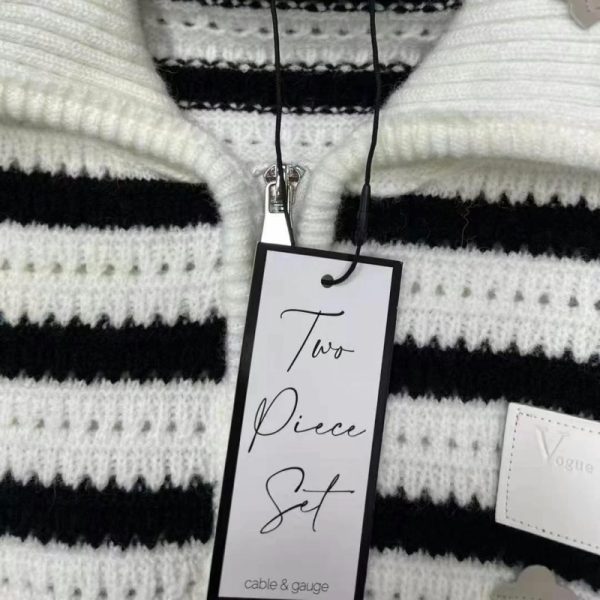 Two
Piece
Set
cable & gauge
Vogue